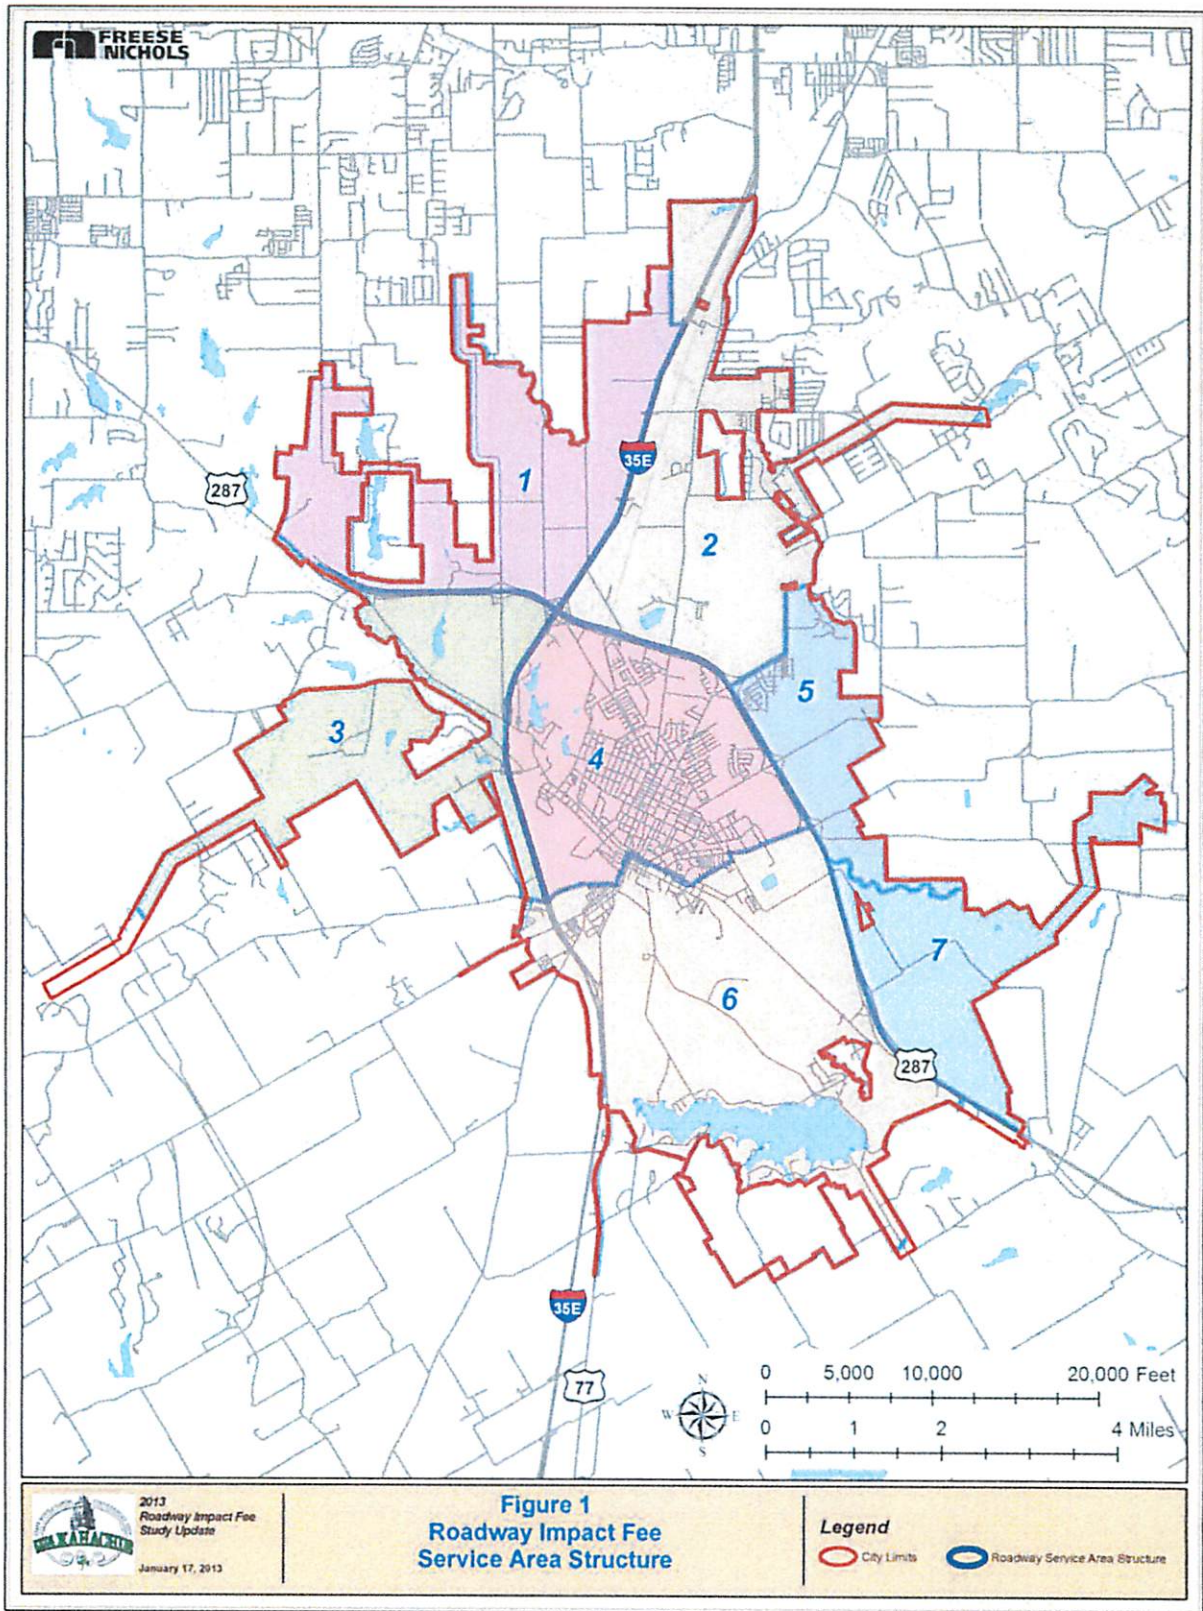 FREESE
NICHOLS
287
35E
1
2
3
4
5
6
7
287
35E
77
N
W E
S
0 5,000 10,000 20,000 Feet
0 1 2 4 Miles
WAXAHACHIE
2013
Roadway Impact Fee
Study Update
January 17, 2013
Figure 1
Roadway Impact Fee
Service Area Structure
Legend
City Limits
Roadway Service Area Structure